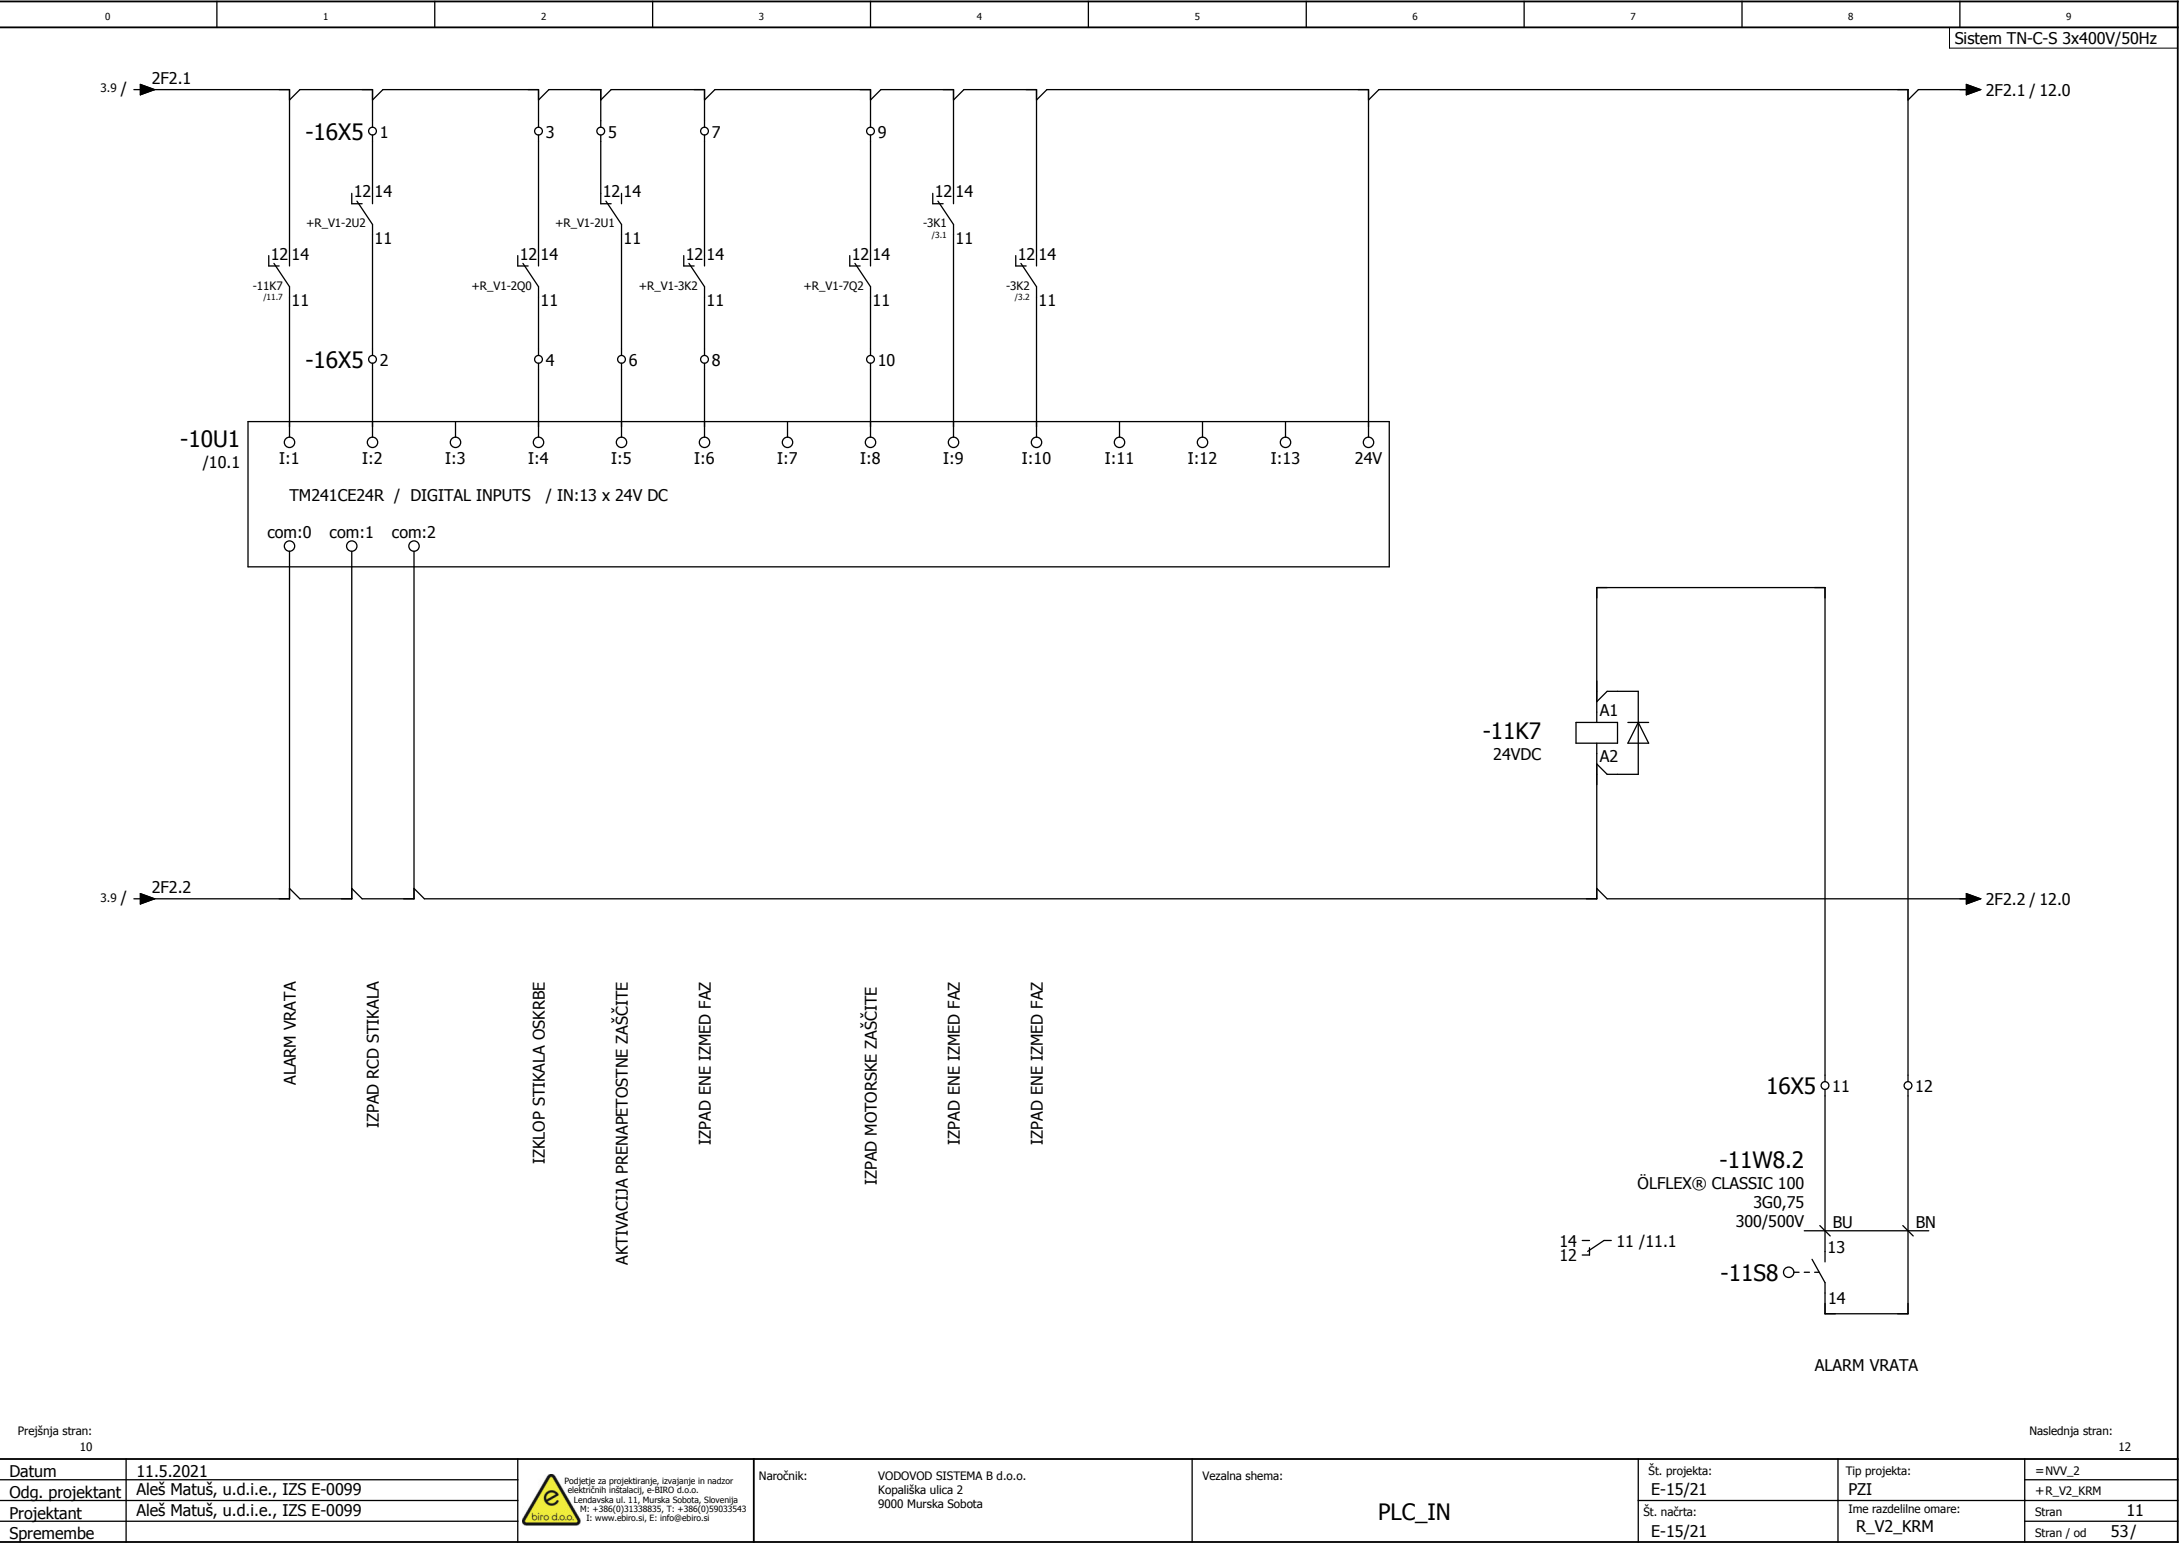 0 1 2 3 4 5 6 7 8 9
Sistem TN-C-S 3x400V/50Hz
3.9 / 2F2.1
2F2.1 / 12.0
-16X5 1 3 5 7 9
12 14 12 14 12 14
+R_V1-2U2 +R_V1-2U1 -3K1
/3.1
11 11 11
12 14 12 14 12 14 12 14 12 14
-11K7 +R_V1-2Q0 +R_V1-3K2 +R_V1-7Q2 -3K2
/11.7 /3.2
11 11 11 11 11
-16X5 2 4 6 8 10
-10U1
/10.1
I:1 I:2 I:3 I:4 I:5 I:6 I:7 I:8 I:9 I:10 I:11 I:12 I:13 24V
TM241CE24R / DIGITAL INPUTS / IN:13 x 24V DC
com:0 com:1 com:2
-11K7
24VDC
A1
A2
3.9 / 2F2.2
2F2.2 / 12.0
ALARM VRATA
IZPAD RCD STIKALA
IZKLOP STIKALA OSKRBE
AKTIVACIJA PRENAPETOSTNE ZAŠČITE
IZPAD ENE IZMED FAZ
IZPAD MOTORSKE ZAŠČITE
IZPAD ENE IZMED FAZ
IZPAD ENE IZMED FAZ
16X5 11 12
-11W8.2
ÖLFLEX® CLASSIC 100
3G0,75
300/500V
BU BN
14
12
11 /11.1
13
-11S8
14
ALARM VRATA
Prejšnja stran:
10
Naslednja stran:
12
Datum 11.5.2021
Odg. projektant Aleš Matuš, u.d.i.e., IZS E-0099
Projektant Aleš Matuš, u.d.i.e., IZS E-0099
Spremembe
e
biro d.o.o.
Podjetje za projektiranje, izvajanje in nadzor
električnih inštalacij, e-BIRO d.o.o.
Lendavska ul. 11, Murska Sobota, Slovenija
M: +386(0)31338835, T: +386(0)59033543
I: www.ebiro.si, E: info@ebiro.si
Naročnik:
VODOVOD SISTEMA B d.o.o.
Kopališka ulica 2
9000 Murska Sobota
Vezalna shema:
PLC_IN
Št. projekta:
E-15/21
Št. načrta:
E-15/21
Tip projekta:
PZI
Ime razdelilne omare:
R_V2_KRM
=NVV_2
+R_V2_KRM
Stran 11
Stran / od 53/